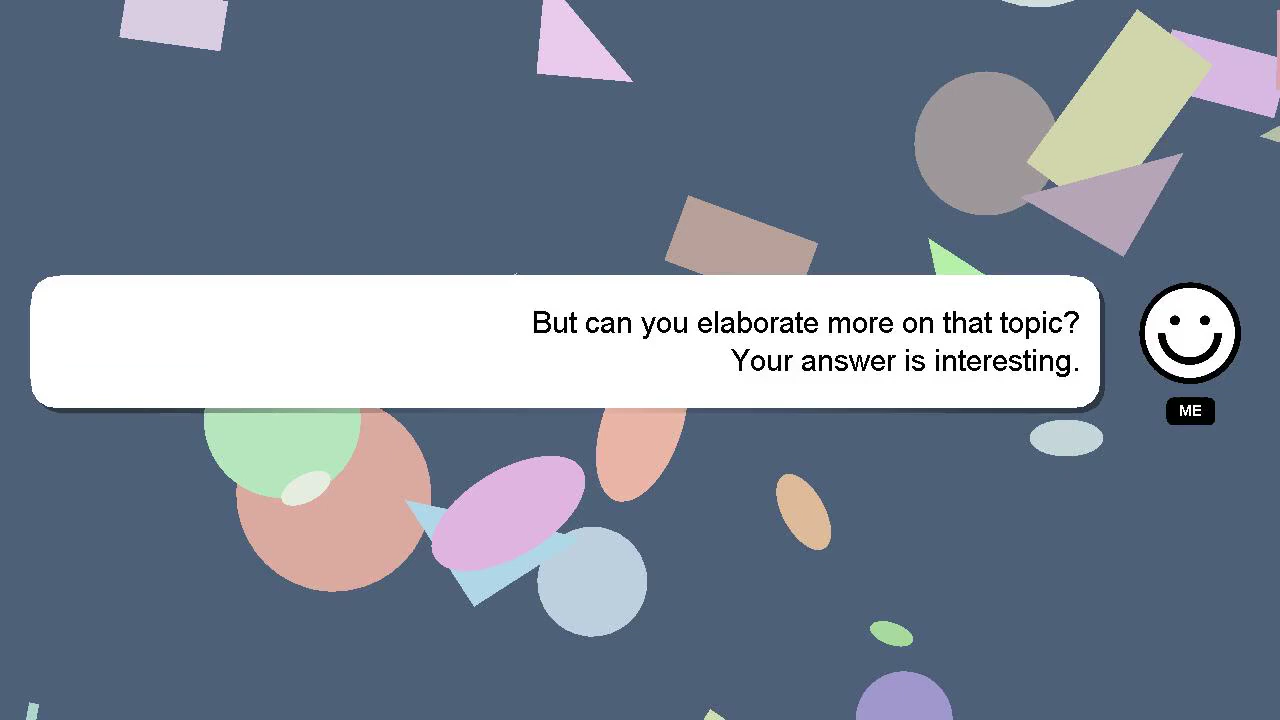 But can you elaborate more on that topic?
Your answer is interesting.
ME